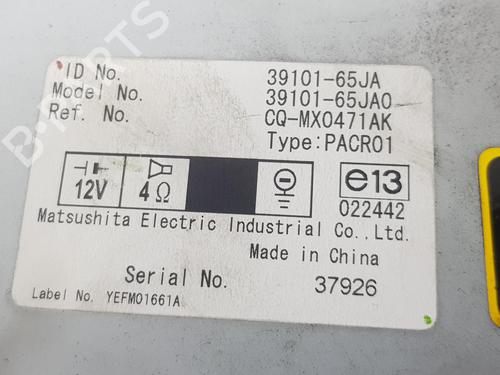 ID No. 39101-65JA
Model No. 39101-65JA0
Ref. No. CQ-MX0471AK
Type:PACR01
12V 4Ω e13
022442
Matsushita Electric Industrial Co.,Ltd.
Made in China
Serial No. 37926
Label No. YEFM01661A
B-PARTS